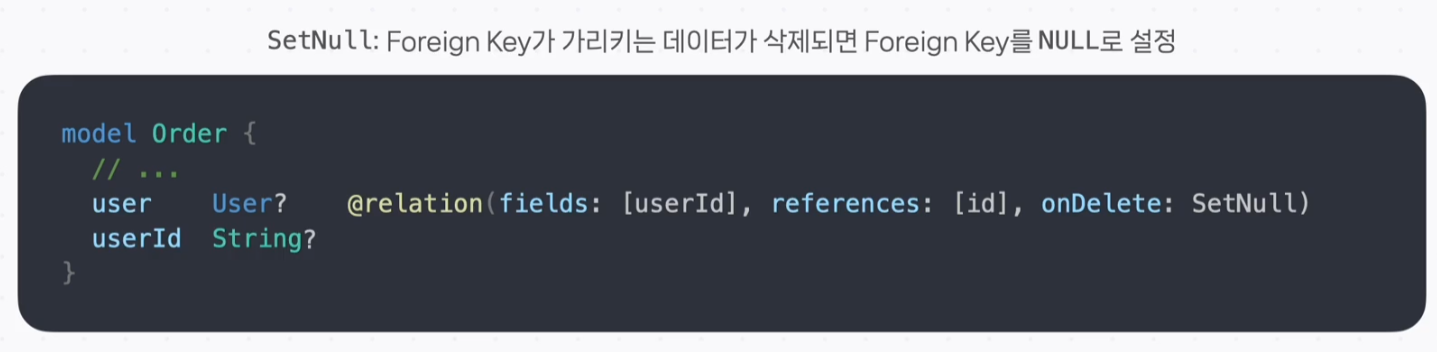 SetNull: Foreign Key가 가리키는 데이터가 삭제되면 Foreign Key를 NULL로 설정
model Order {
  // ...
  user    User?    @relation(fields: [userId], references: [id], onDelete: SetNull)
  userId  String?
}